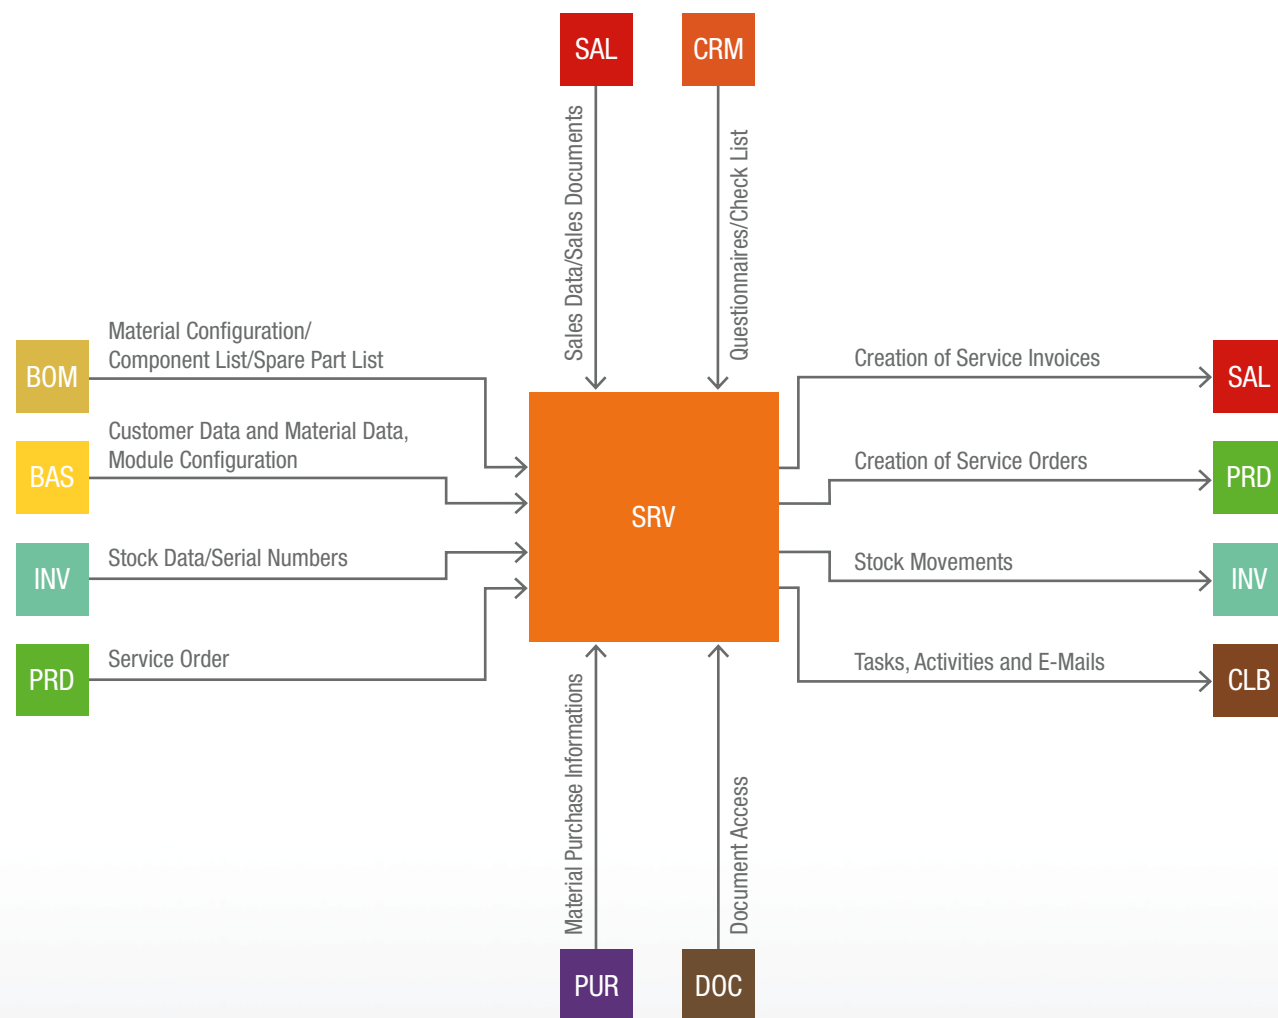 SAL
CRM
Sales Data/Sales Documents
Questionnaires/Check List
Material Configuration/
Component List/Spare Part List
BOM
Customer Data and Material Data,
Module Configuration
BAS
Stock Data/Serial Numbers
INV
Service Order
PRD
SRV
Creation of Service Invoices
SAL
Creation of Service Orders
PRD
Stock Movements
INV
Tasks, Activities and E-Mails
CLB
Material Purchase Informations
Document Access
PUR
DOC